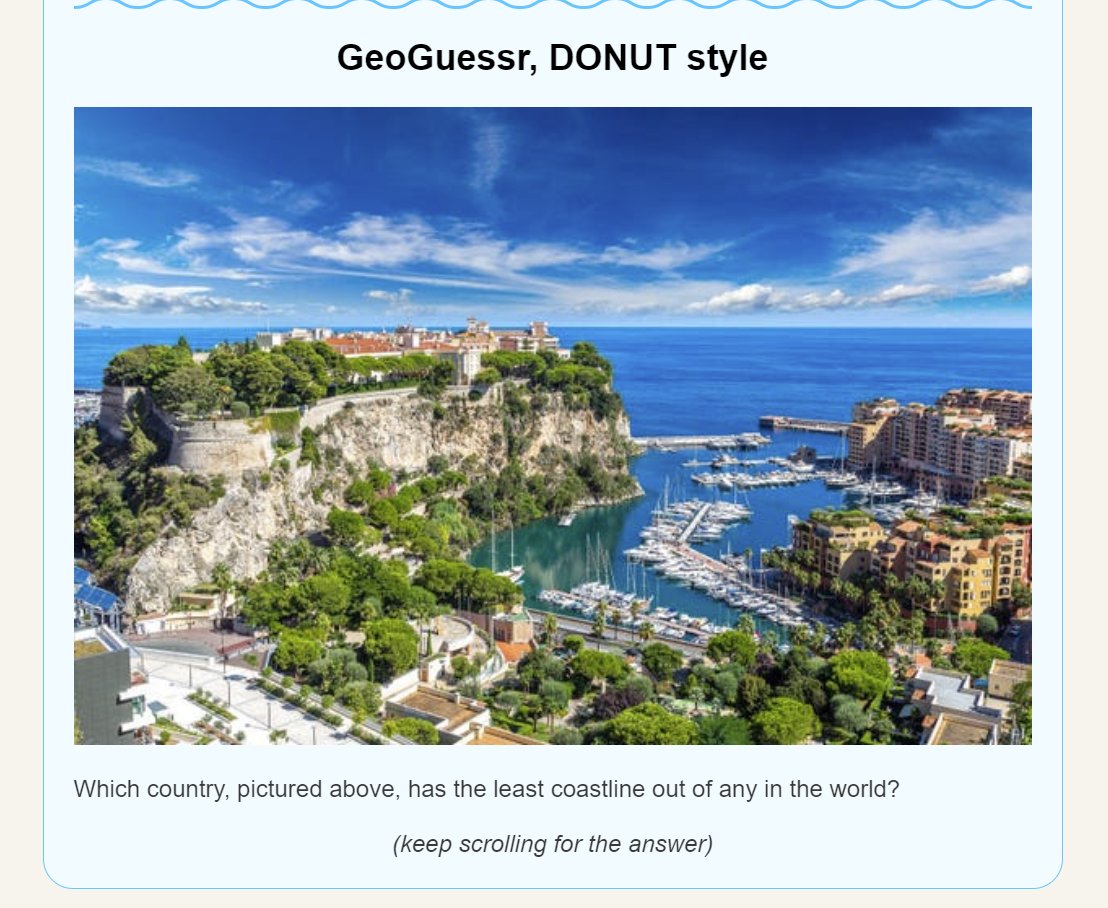 GeoGuessr, DONUT style
Which country, pictured above, has the least coastline out of any in the world?
(keep scrolling for the answer)